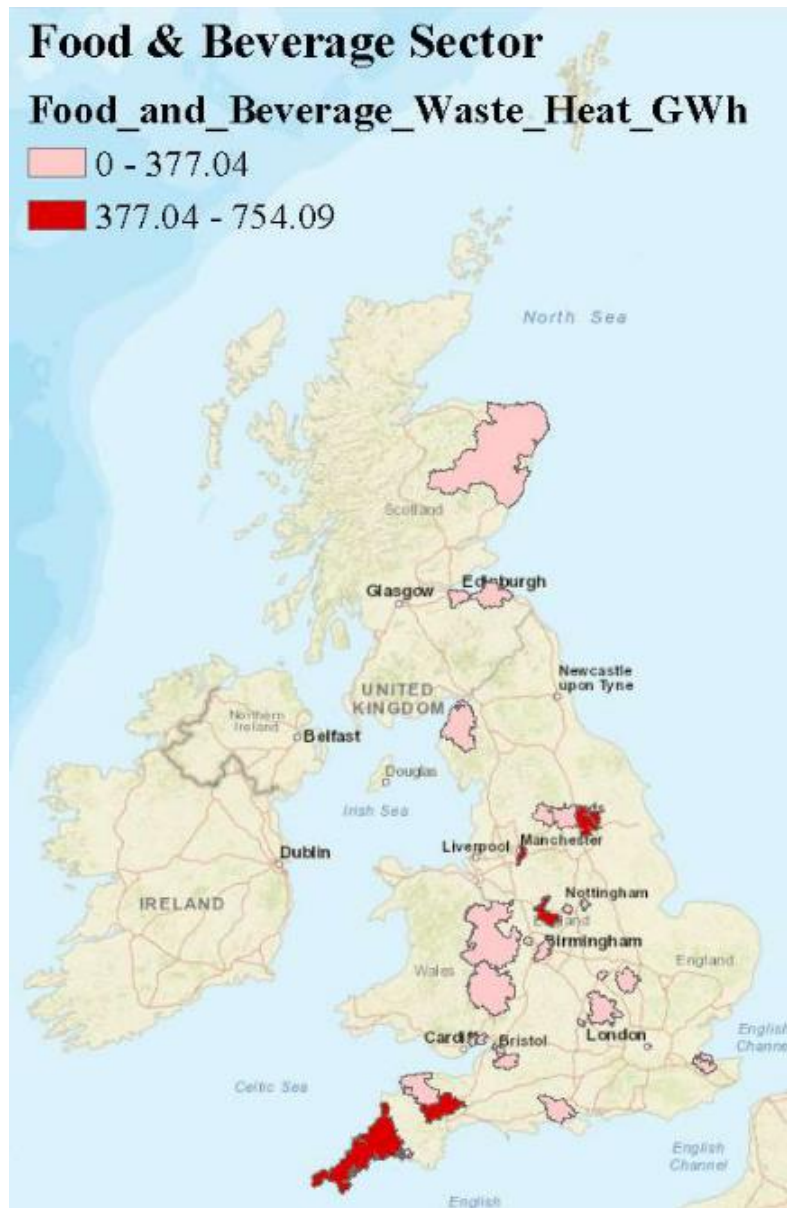 Food & Beverage Sector
Food_and_Beverage_Waste_Heat_GWh
0 - 377.04
377.04 - 754.09
North Sea
Scotland
Edinburgh
Glasgow
Newcastle
upon Tyne
UNITED
KINGDOM
Northern
Ireland
Belfast
Douglas
Irish Sea
Liverpool
Manchester
Dublin
IRELAND
Nottingham
Birmingham
Wales
England
Cardiff
Bristol
London
English
Channel
Celtic Sea
English
Channel
English